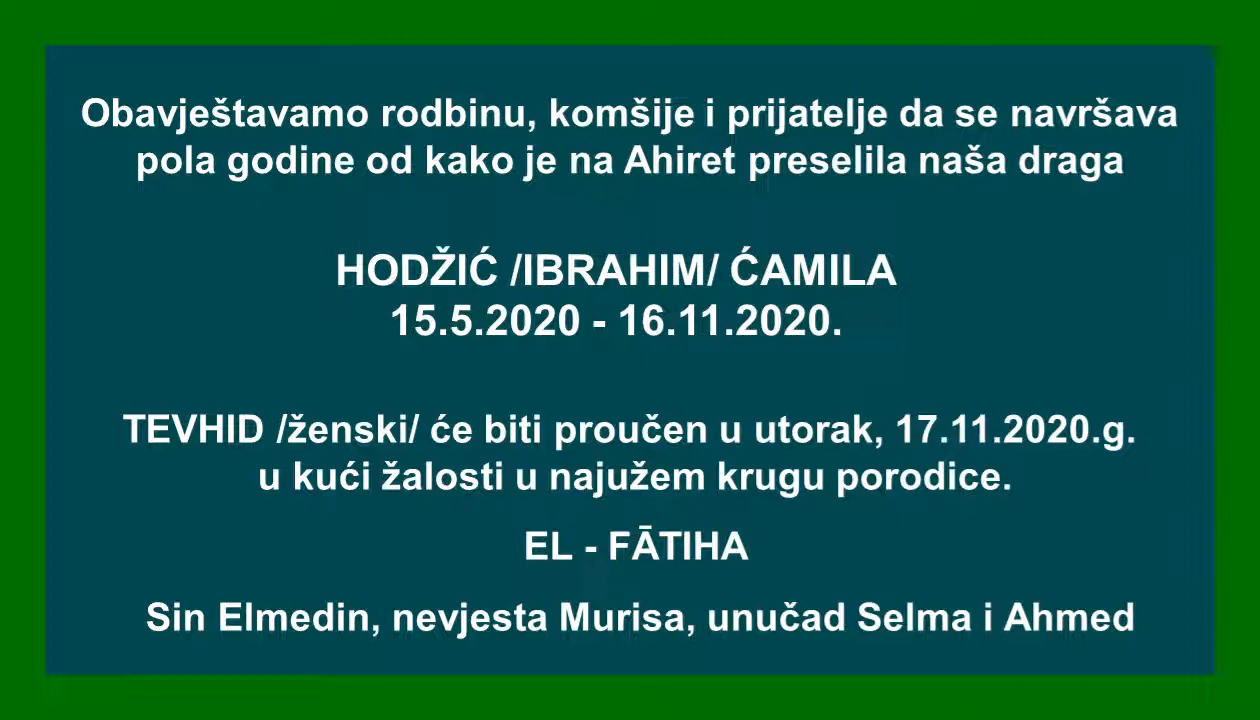 Obavještavamo rodbinu, komšije i prijatelje da se navršava
pola godine od kako je na Ahiret preselila naša draga
HODŽIĆ /IBRAHIM/ ĆAMILA
15.5.2020 - 16.11.2020.
TEVHID /ženski/ će biti proučen u utorak, 17.11.2020.g.
u kući žalosti u najužem krugu porodice.
EL - FĀTIHA
Sin Elmedin, nevjesta Murisa, unučad Selma i Ahmed